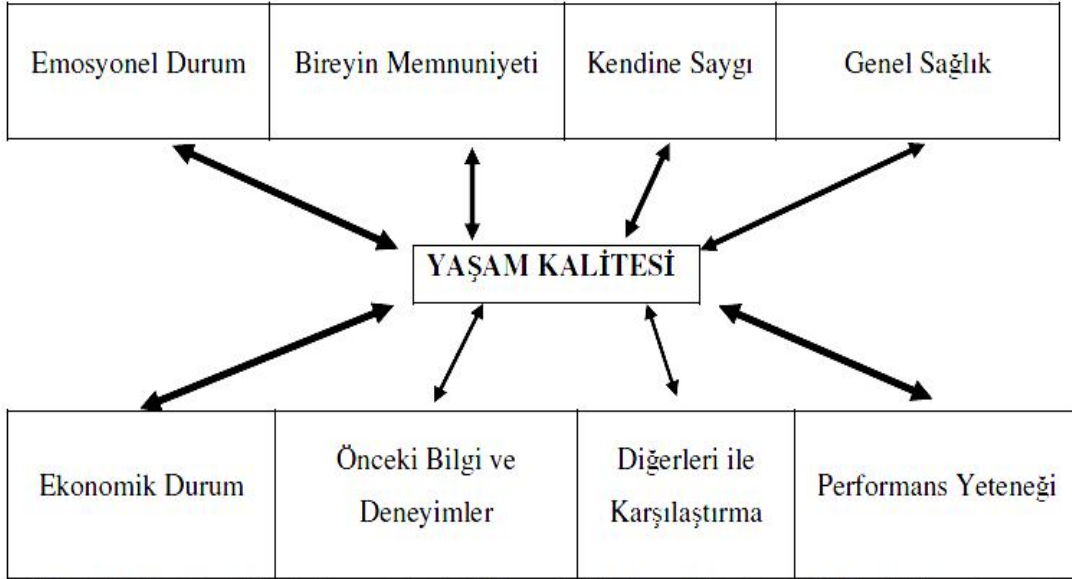 Emosyonel Durum
Bireyin Memnuniyeti
Kendine Saygı
Genel Sağlık
YAŞAM KALİTESİ
Ekonomik Durum
Önceki Bilgi ve
Deneyimler
Diğerleri ile
Karşılaştırma
Performans Yeteneği